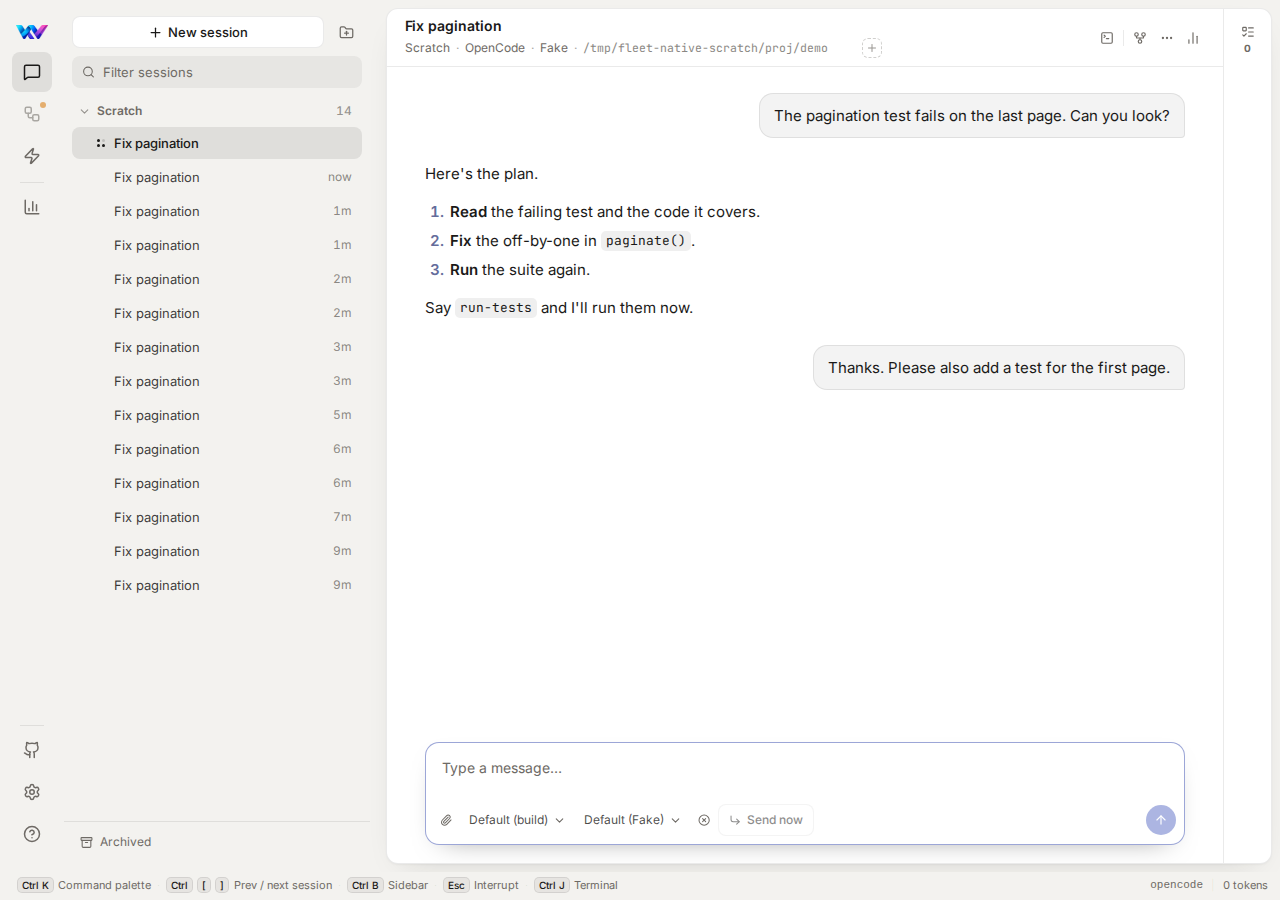 New session
Filter sessions
Scratch 14
Fix pagination
Fix pagination now
Fix pagination 1m
Fix pagination 1m
Fix pagination 2m
Fix pagination 2m
Fix pagination 3m
Fix pagination 3m
Fix pagination 5m
Fix pagination 6m
Fix pagination 6m
Fix pagination 7m
Fix pagination 9m
Fix pagination 9m
Archived
Fix pagination
Scratch · OpenCode · Fake · /tmp/fleet-native-scratch/proj/demo
0
The pagination test fails on the last page. Can you look?
Here's the plan.
1. Read the failing test and the code it covers.
2. Fix the off-by-one in paginate().
3. Run the suite again.
Say run-tests and I'll run them now.
Thanks. Please also add a test for the first page.
Type a message...
Default (build) Default (Fake) Send now
Ctrl K Command palette Ctrl [ ] Prev / next session Ctrl B Sidebar Esc Interrupt Ctrl J Terminal opencode 0 tokens